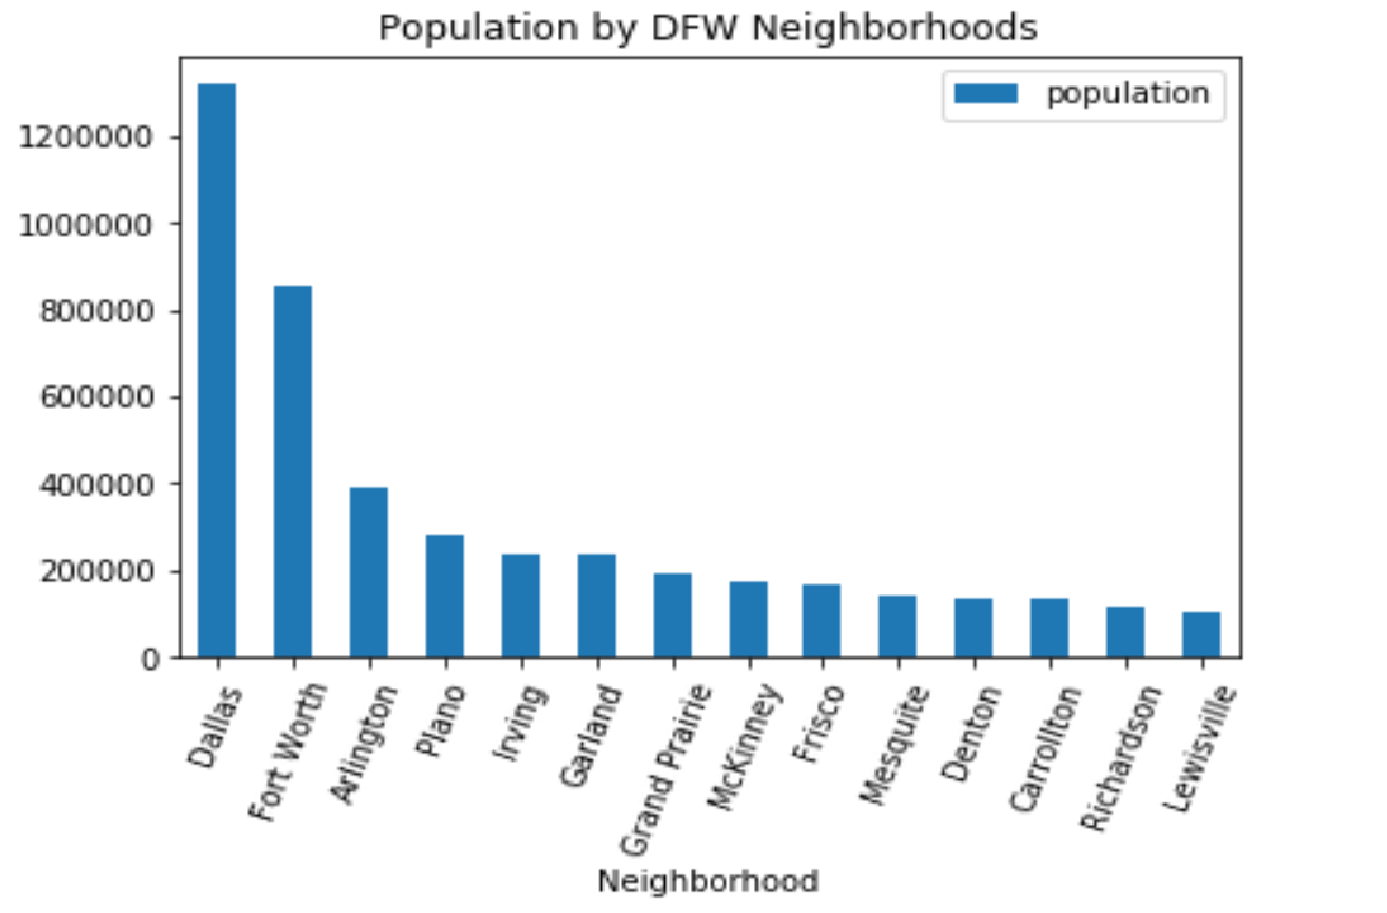 Population by DFW Neighborhoods
population
1200000
1000000
800000
600000
400000
200000
0
Dallas
Fort Worth
Arlington
Plano
Irving
Garland
Grand Prairie
McKinney
Frisco
Mesquite
Denton
Carrollton
Richardson
Lewisville
Neighborhood